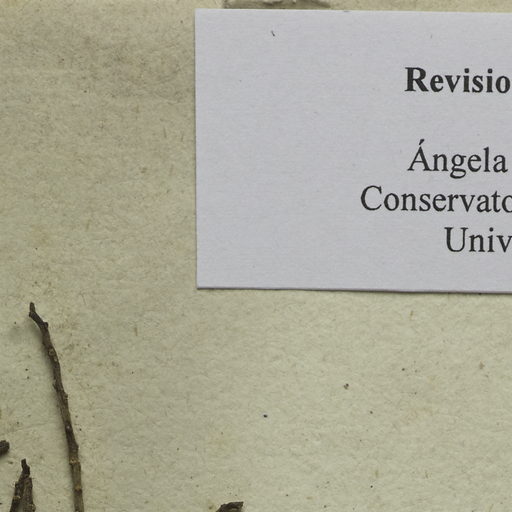 Revisio
Ángela
Conservato
Univ